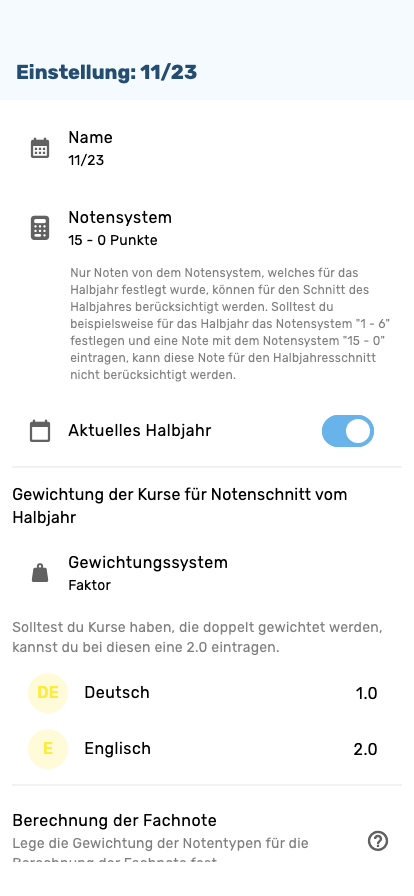 Einstellung: 11/23
Name
11/23
Notensystem
15 - 0 Punkte
Nur Noten von dem Notensystem, welches für das
Halbjahr festlegt wurde, können für den Schnitt des
Halbjahres berücksichtigt werden. Solltest du
beispielsweise für das Halbjahr das Notensystem "1 - 6"
festlegen und eine Note mit dem Notensystem "15 - 0"
eintragen, kann diese Note für den Halbjahresschnitt
nicht berücksichtigt werden.
Aktuelles Halbjahr
Gewichtung der Kurse für Notenschnitt vom
Halbjahr
Gewichtungssystem
Faktor
Solltest du Kurse haben, die doppelt gewichtet werden,
kannst du bei diesen eine 2.0 eintragen.
DE Deutsch 1.0
E Englisch 2.0
Berechnung der Fachnote
Lege die Gewichtung der Notentypen für die
Berechnung der Fachnote fest